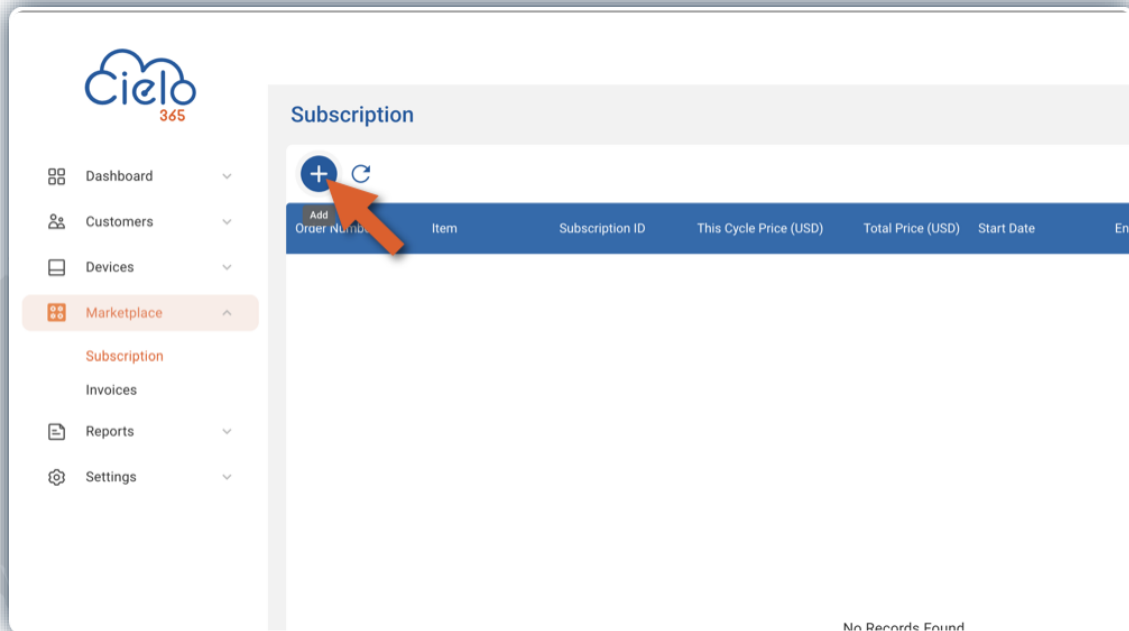 Cielo
365
Subscription
Dashboard
Customers
Devices
Marketplace
Subscription
Invoices
Reports
Settings
Add
Order Item Subscription ID This Cycle Price (USD) Total Price (USD) Start Date
No Records Found